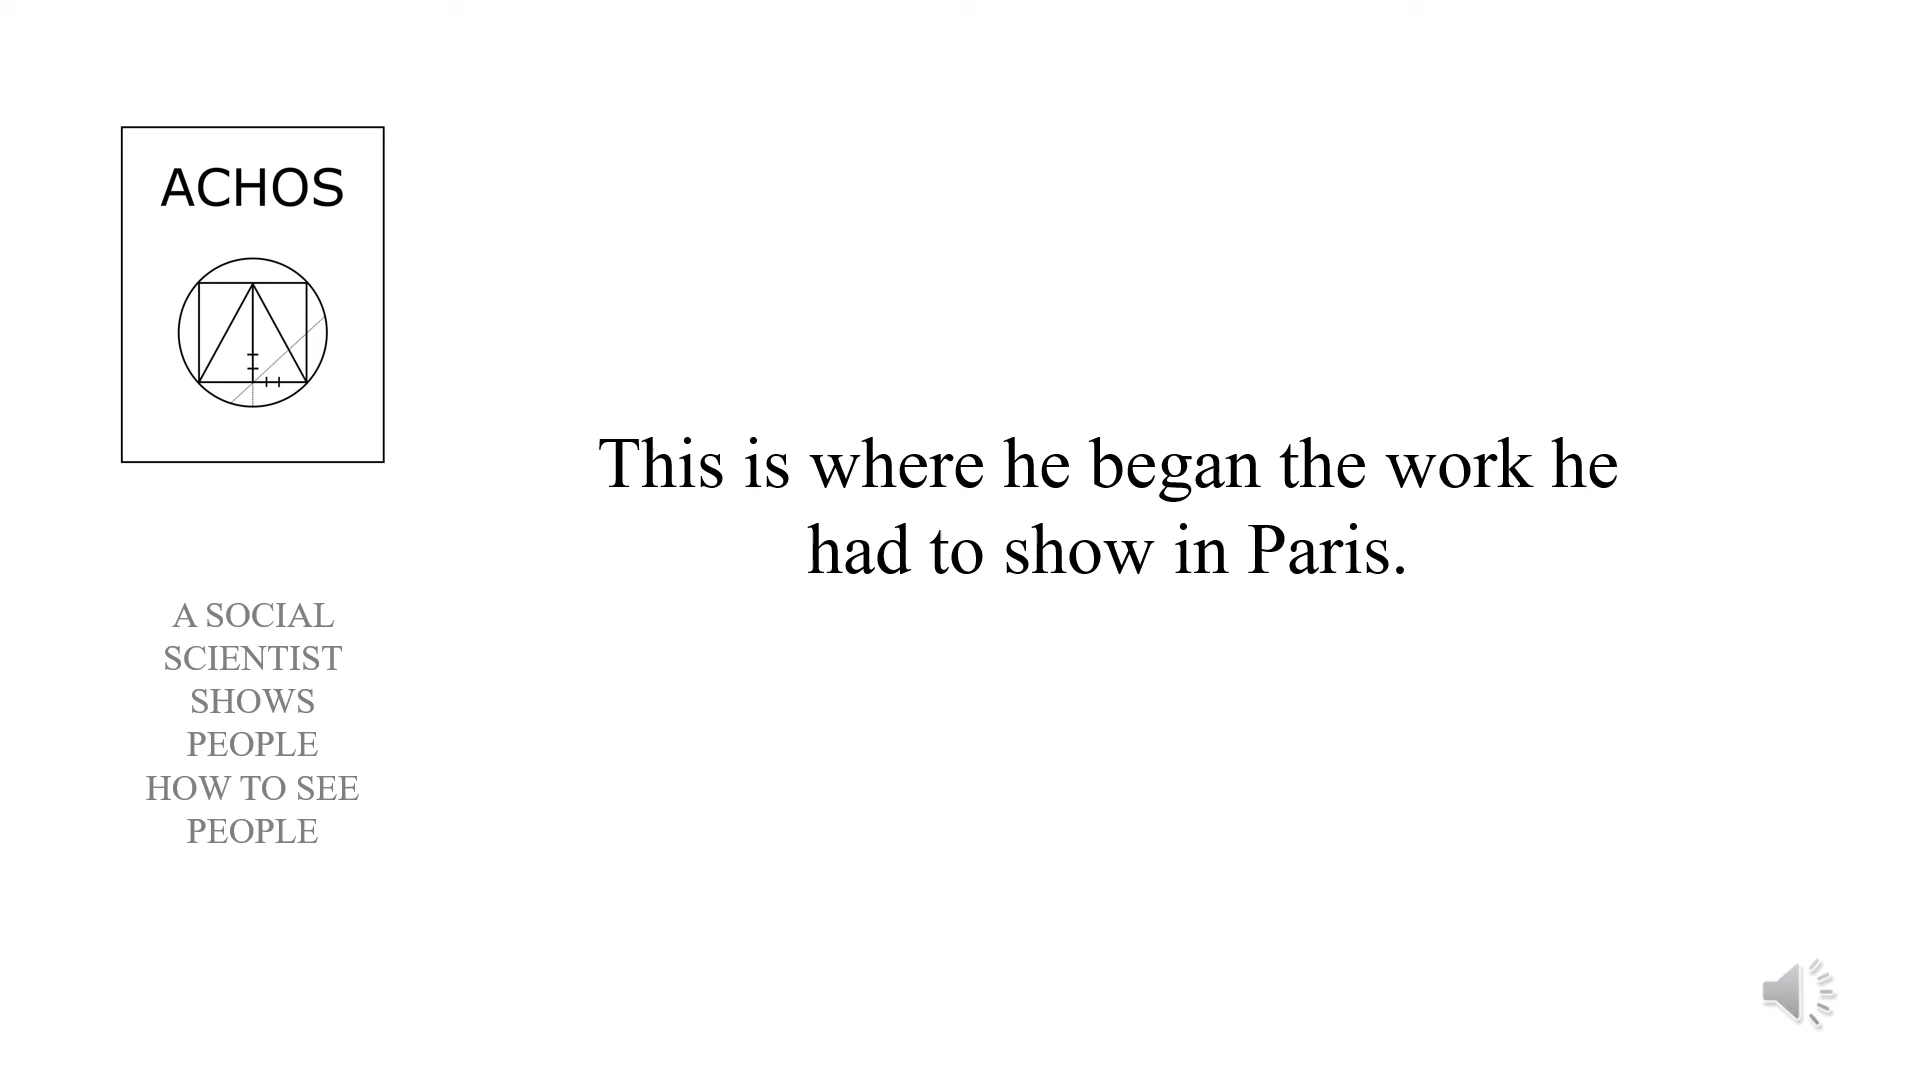 ACHOS
A SOCIAL
SCIENTIST
SHOWS
PEOPLE
HOW TO SEE
PEOPLE
This is where he began the work he
had to show in Paris.